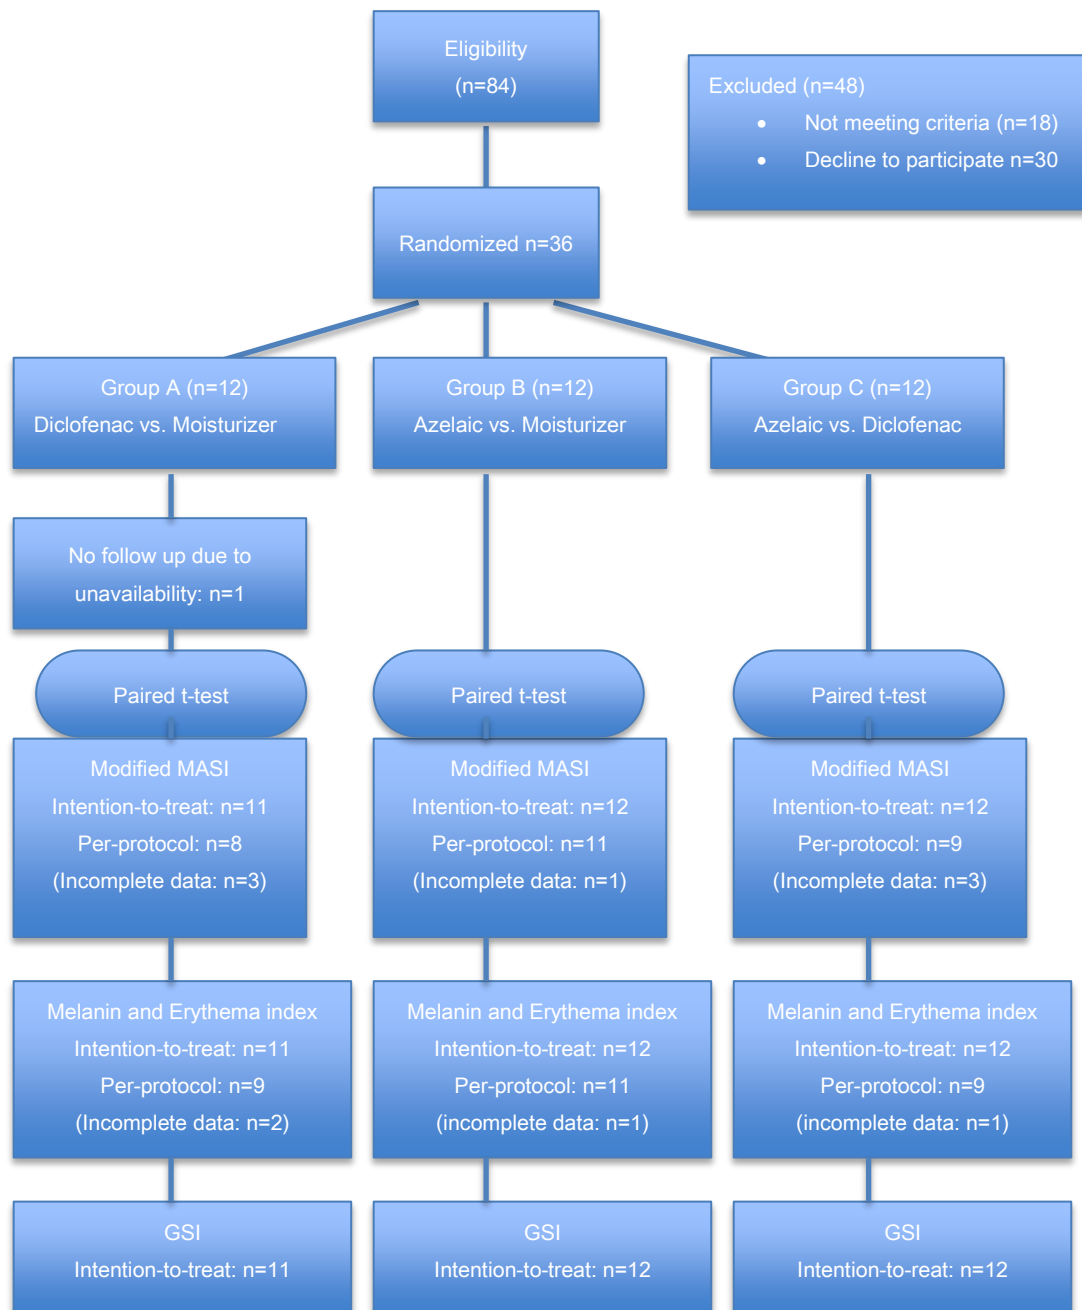 Eligibility
(n=84)
Excluded (n=48)
• Not meeting criteria (n=18)
• Decline to participate n=30
Randomized n=36
Group A (n=12)
Diclofenac vs. Moisturizer
Group B (n=12)
Azelaic vs. Moisturizer
Group C (n=12)
Azelaic vs. Diclofenac
No follow up due to
unavailability: n=1
Paired t-test
Paired t-test
Paired t-test
Modified MASI
Intention-to-treat: n=11
Per-protocol: n=8
(Incomplete data: n=3)
Modified MASI
Intention-to-treat: n=12
Per-protocol: n=11
(Incomplete data: n=1)
Modified MASI
Intention-to-treat: n=12
Per-protocol: n=9
(Incomplete data: n=3)
Melanin and Erythema index
Intention-to-treat: n=11
Per-protocol: n=9
(Incomplete data: n=2)
Melanin and Erythema index
Intention-to-treat: n=12
Per-protocol: n=11
(incomplete data: n=1)
Melanin and Erythema index
Intention-to-treat: n=12
Per-protocol: n=9
(incomplete data: n=1)
GSI
Intention-to-treat: n=11
GSI
Intention-to-treat: n=12
GSI
Intention-to-reat: n=12